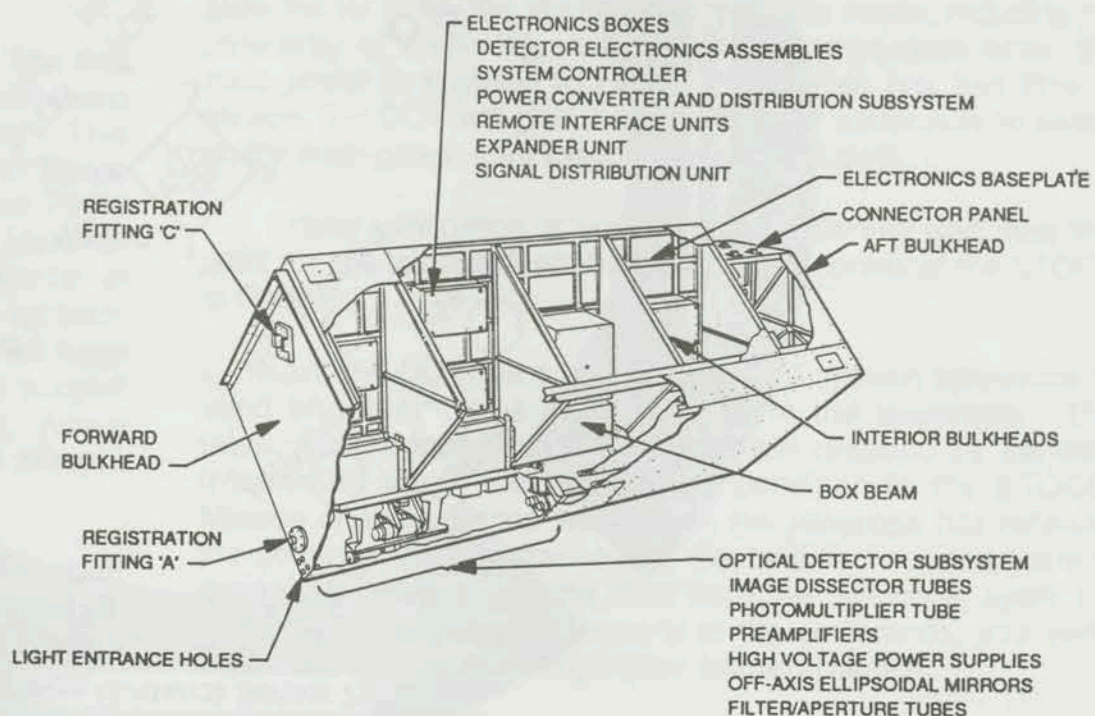 ELECTRONICS BOXES
DETECTOR ELECTRONICS ASSEMBLIES
SYSTEM CONTROLLER
POWER CONVERTER AND DISTRIBUTION SUBSYSTEM
REMOTE INTERFACE UNITS
EXPANDER UNIT
SIGNAL DISTRIBUTION UNIT
ELECTRONICS BASEPLATE
CONNECTOR PANEL
AFT BULKHEAD
REGISTRATION
FITTING 'C'
FORWARD
BULKHEAD
INTERIOR BULKHEADS
BOX BEAM
REGISTRATION
FITTING 'A'
LIGHT ENTRANCE HOLES
OPTICAL DETECTOR SUBSYSTEM
IMAGE DISSECTOR TUBES
PHOTOMULTIPLIER TUBE
PREAMPLIFIERS
HIGH VOLTAGE POWER SUPPLIES
OFF-AXIS ELLIPSOIDAL MIRRORS
FILTER/APERTURE TUBES